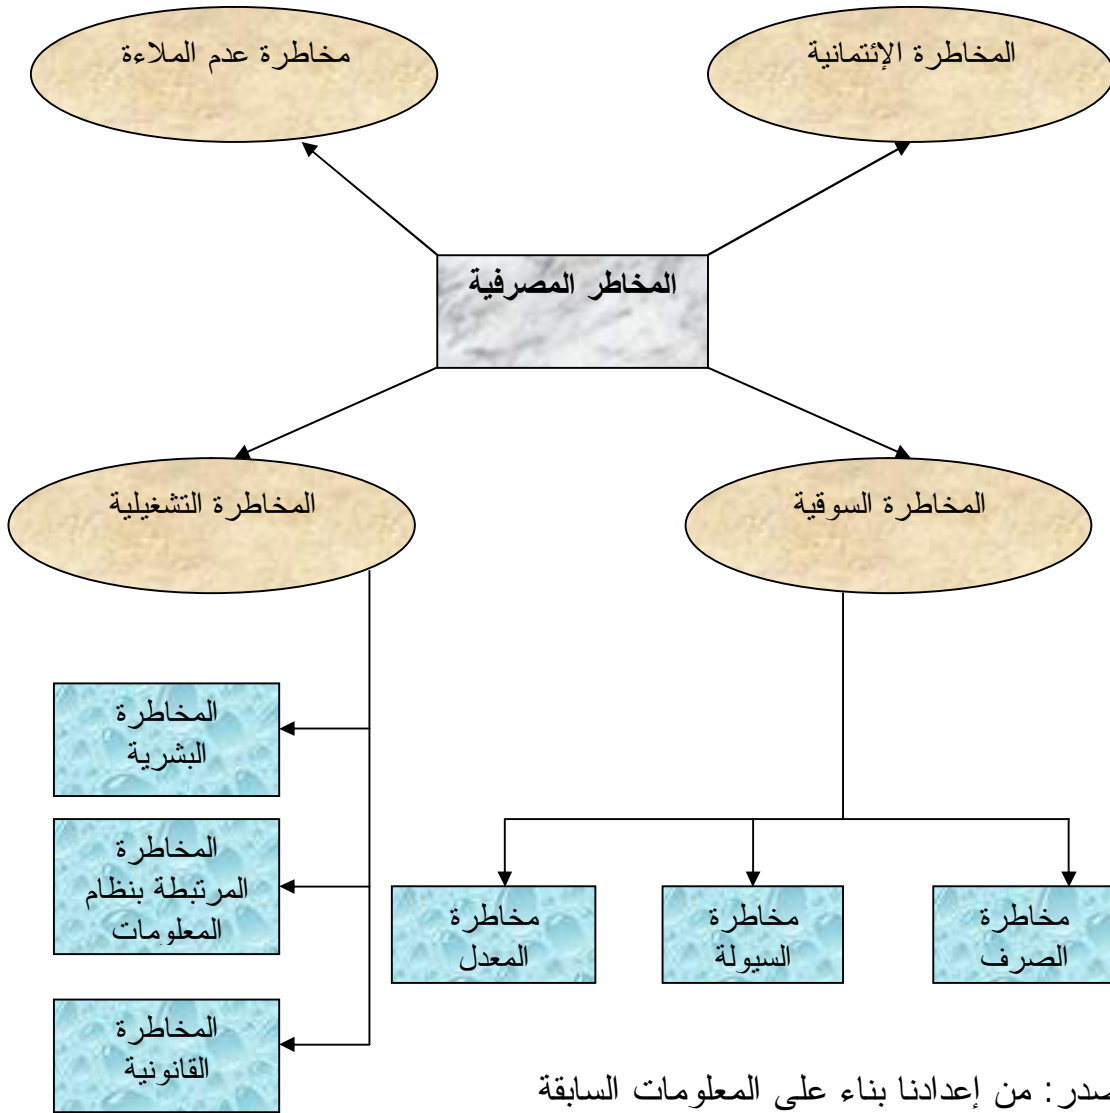 المخاطرة الإئتمانية
مخاطرة عدم الملاءة
المخاطر المصرفية
المخاطرة السوقية
المخاطرة التشغيلية
المخاطرة
البشرية
المخاطرة
المرتبطة بنظام
المعلومات
المخاطرة
القانونية
مخاطرة
الصرف
مخاطرة
السيولة
مخاطرة
المعدل
صدر: من إعدادنا بناء على المعلومات السابقة